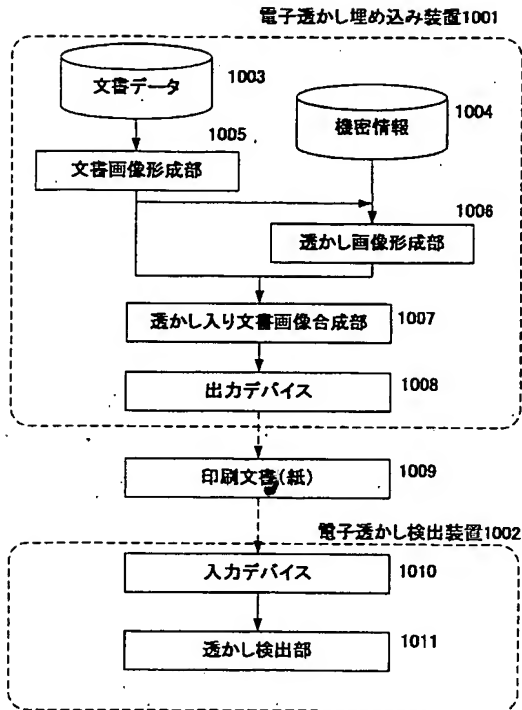 電子透かし埋め込み装置1001
文書データ
1003
機密情報
1004
1005
文書画像形成部
1006
透かし画像形成部
透かし入り文書画像合成部
1007
出力デバイス
1008
印刷文書(紙)
1009
電子透かし検出装置1002
入力デバイス
1010
透かし検出部
1011